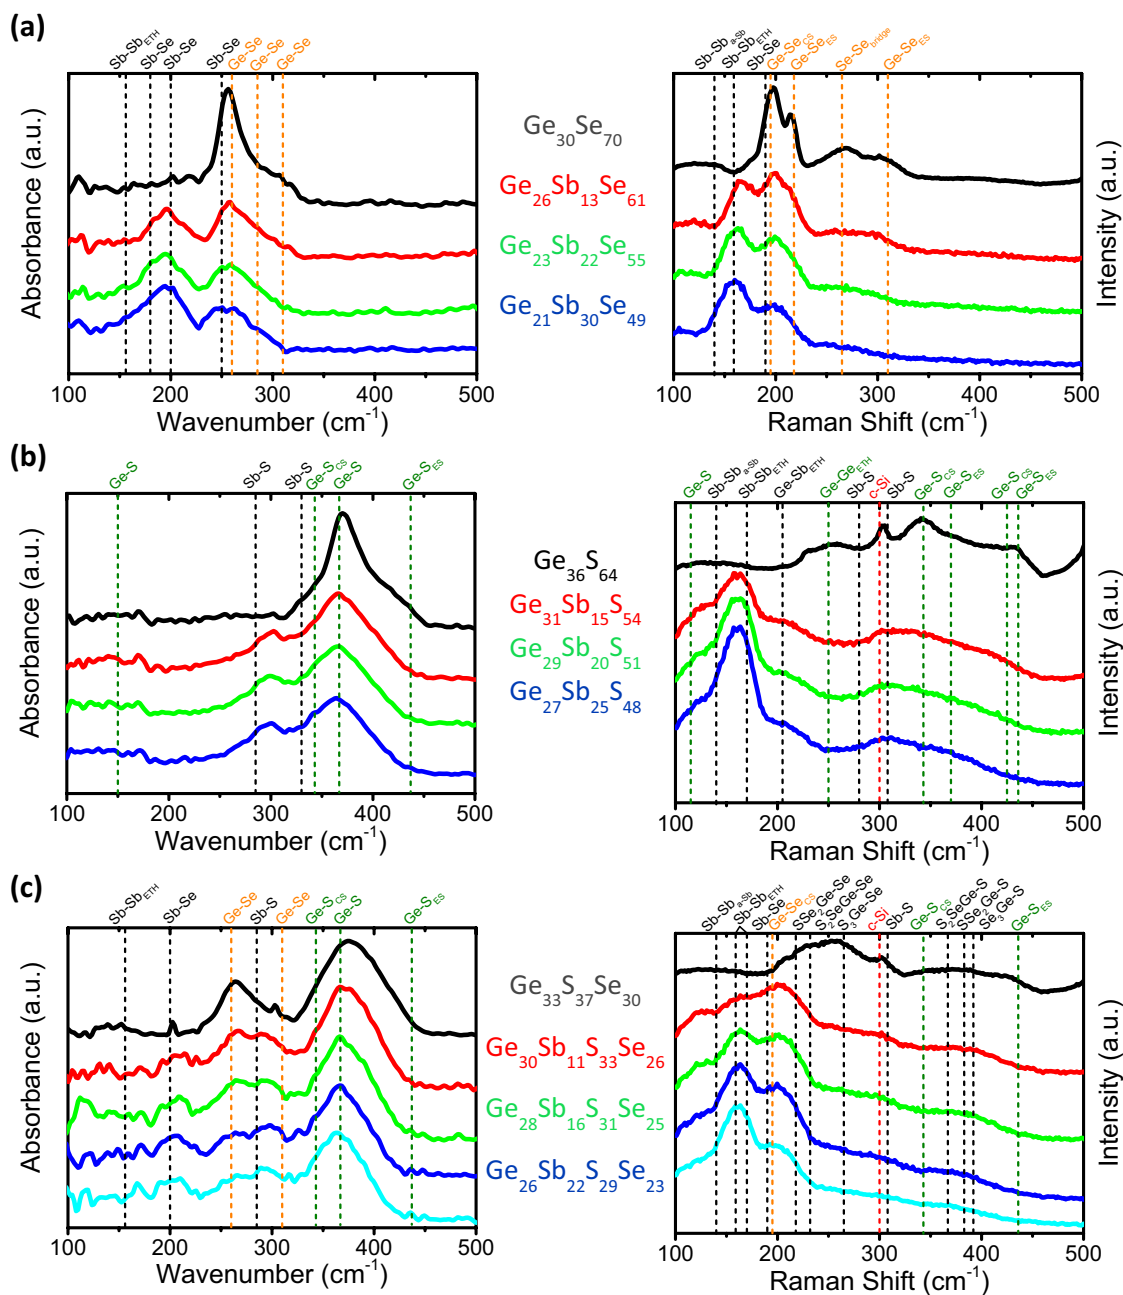 (a)
Sb-Sb_ETH
Sb-Se
Sb-Se
Sb-Se
Ge-Se
Ge-Se
Ge-Se
Absorbance (a.u.)
100 200 300 400 500
Wavenumber (cm⁻¹)
Ge₃₀Se₇₀
Ge₂₆Sb₁₃Se₆₁
Ge₂₃Sb₂₂Se₅₅
Ge₂₁Sb₃₀Se₄₉
Sb-Sb_a-Sb
Sb-Sb_ETH
Sb-Se
Ge-Se_CS
Ge-Se_ES
Se-Se_bridge
Ge-Se_ES
Intensity (a.u.)
100 200 300 400 500
Raman Shift (cm⁻¹)
(b)
Ge-S
Sb-S
Sb-S
Ge-S_CS
Ge-S
Ge-S_ES
Absorbance (a.u.)
100 200 300 400 500
Wavenumber (cm⁻¹)
Ge₃₆S₆₄
Ge₃₁Sb₁₅S₅₄
Ge₂₉Sb₂₀S₅₁
Ge₂₇Sb₂₅S₄₈
Ge-S
Sb-Sb_a-Sb
Sb-Sb_ETH
Ge-Sb_ETH
Ge-Ge_ETH
Sb-S
c-Si
Sb-S
Ge-S_CS
Ge-S_ES
Ge-S_CS
Ge-S_ES
Intensity (a.u.)
100 200 300 400 500
Raman Shift (cm⁻¹)
(c)
Sb-Sb_ETH
Sb-Se
Ge-Se
Sb-S
Ge-Se
Ge-S_CS
Ge-S
Ge-S_ES
Absorbance (a.u.)
100 200 300 400 500
Wavenumber (cm⁻¹)
Ge₃₃S₃₇Se₃₀
Ge₃₀Sb₁₁S₃₃Se₂₆
Ge₂₈Sb₁₆S₃₁Se₂₅
Ge₂₆Sb₂₂S₂₉Se₂₃
Sb-Sb_a-Sb
Sb-Sb_ETH
Sb-Se
Ge-Se_CS
SSe₂Ge-Se
S₂SeGe-Se
S₃Ge-Se
c-Si
Sb-S
Ge-S_CS
S₂SeGe-S
SSe₂Ge-S
Se₃Ge-S
Ge-S_ES
Intensity (a.u.)
100 200 300 400 500
Raman Shift (cm⁻¹)